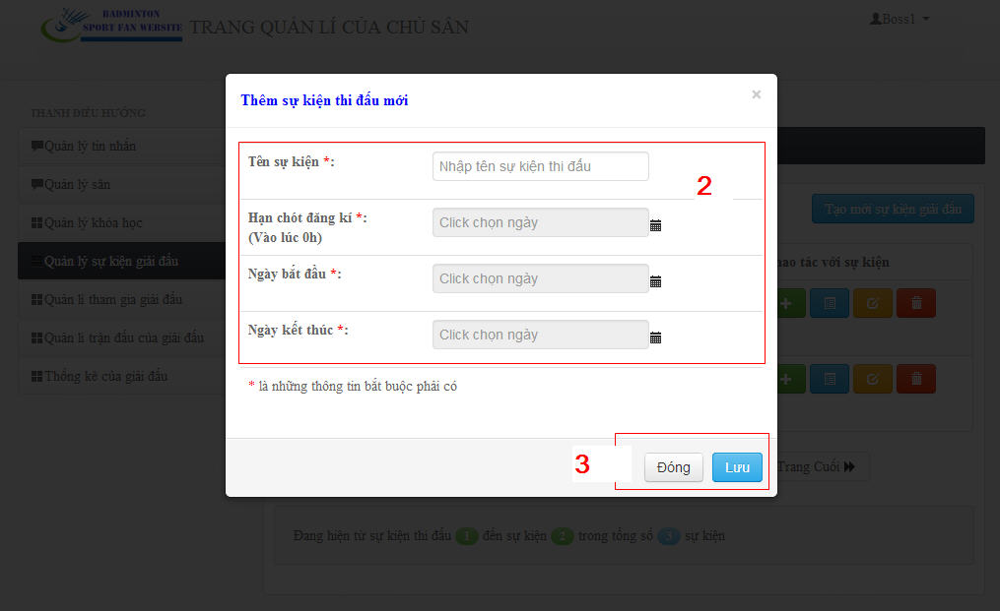 BADMINTON
SPORT FAN WEBSITE
TRANG QUẢN LÍ CỦA CHỦ SÂN
Boss1
THANH ĐIỀU HƯỚNG
Quản lý tin nhắn
Quản lý sân
Quản lý khóa học
Quản lý sự kiện giải đấu
Quản lí tham gia giải đấu
Quản lí trận đấu của giải đấu
Thống kê của giải đấu
Thêm sự kiện thi đấu mới
×
Tên sự kiện *:
Nhập tên sự kiện thi đấu
2
Hạn chót đăng kí *:
(Vào lúc 0h)
Click chọn ngày
Ngày bắt đầu *:
Click chọn ngày
Ngày kết thúc *:
Click chọn ngày
* là những thông tin bắt buộc phải có
3
Đóng
Lưu
Tạo mới sự kiện giải đấu
hao tác với sự kiện
Trang Cuối
Đang hiện từ sự kiện thi đấu 1 đến sự kiện 2 trong tổng số 3 sự kiện